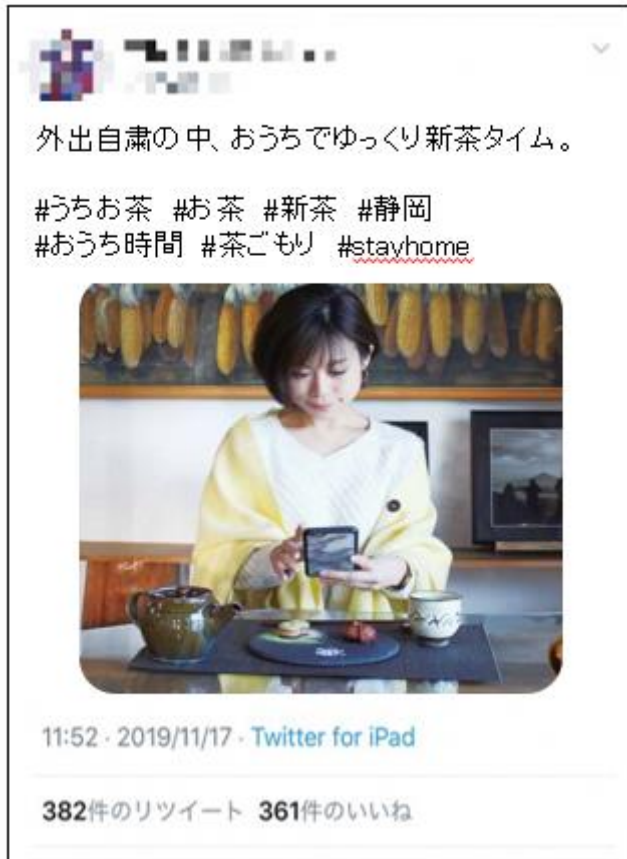 外出自粛の中、おうちでゆっくり新茶タイム。
#うちお茶 #お茶 #新茶 #静岡
#おうち時間 #茶ごもり #stayhome
11:52 · 2019/11/17 · Twitter for iPad
382件のリツイート 361件のいいね